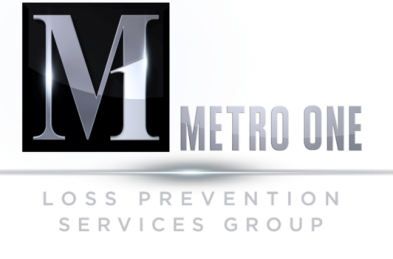 M1
METRO ONE
LOSS PREVENTION
SERVICES GROUP